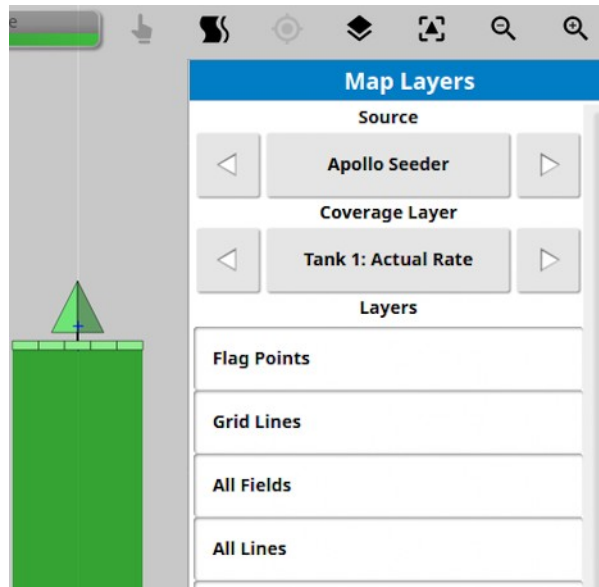 e
Map Layers
Source
Apollo Seeder
Coverage Layer
Tank 1: Actual Rate
Layers
Flag Points
Grid Lines
All Fields
All Lines